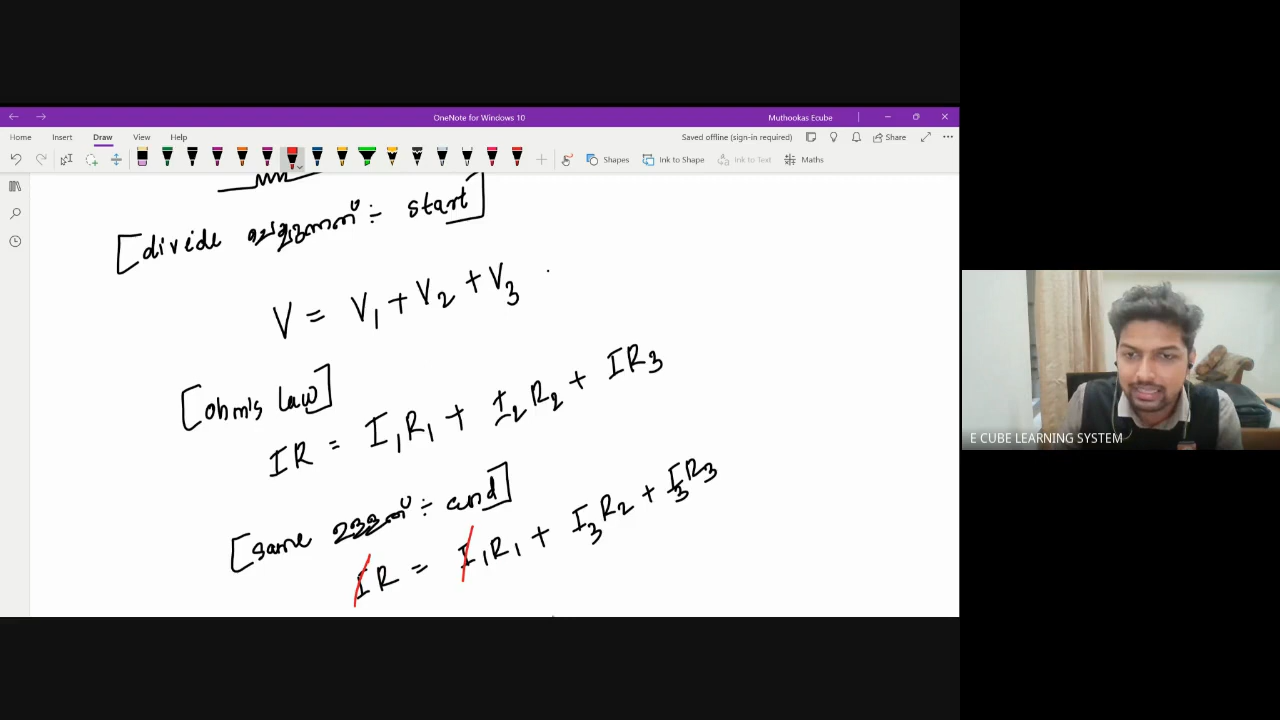 OneNote for Windows 10
Muthookas Ecube
Home Insert Draw View Help
Saved offline (sign-in required)
Share
Shapes
Ink to Shape
Ink to Text
Maths
[divide ÷ start]
V = V₁ + V₂ + V₃
[ohm's law]
IR = I₁R₁ + I₂R₂ + IR₃
[same ÷ and]
IR = I₁R₁ + I₃R₂ + I₃R₃
E CUBE LEARNING SYSTEM